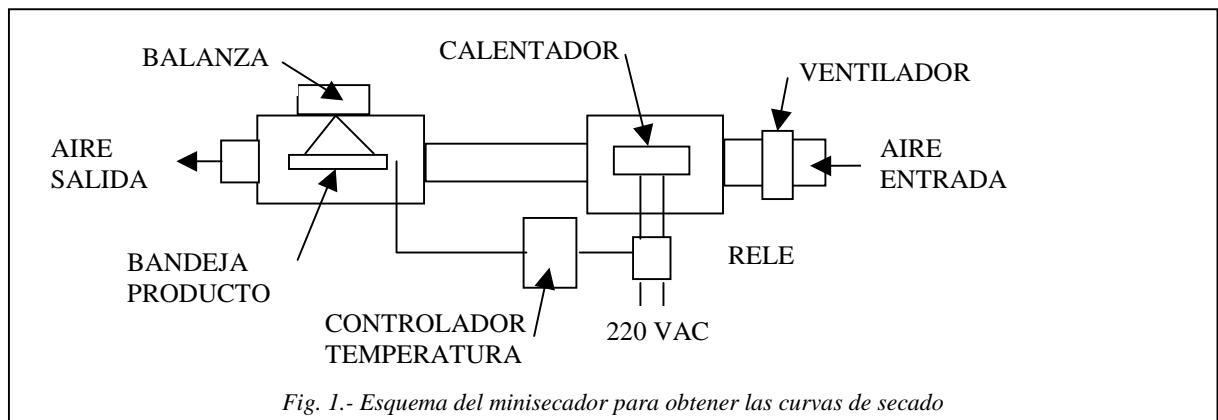 BALANZA
CALENTADOR
VENTILADOR
AIRE
SALIDA
AIRE
ENTRADA
BANDEJA
PRODUCTO
RELE
CONTROLADOR
TEMPERATURA
220 VAC
Fig. 1.- Esquema del minisecador para obtener las curvas de secado